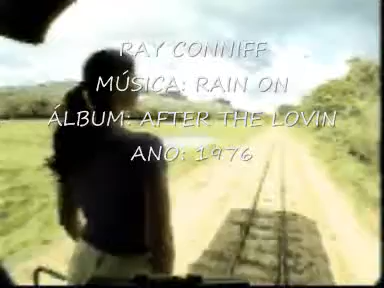 RAY CONNIFF
MÚSICA: RAIN ON
ÁLBUM: AFTER THE LOVIN
ANO: 1976